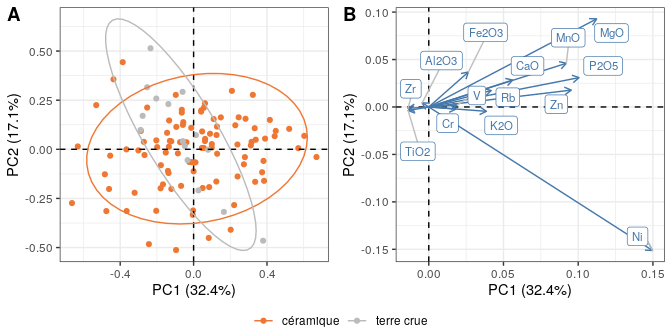 A
B
PC2 (17.1%)
0.50
0.25
0.00
-0.25
-0.50
-0.4
0.0
0.4
PC1 (32.4%)
PC2 (17.1%)
0.10
0.05
0.00
-0.05
-0.10
-0.15
0.00
0.05
0.10
0.15
PC1 (32.4%)
Fe2O3
MnO
MgO
Al2O3
CaO
P2O5
Zr
V
Rb
Zn
Cr
K2O
TiO2
Ni
céramique
terre crue